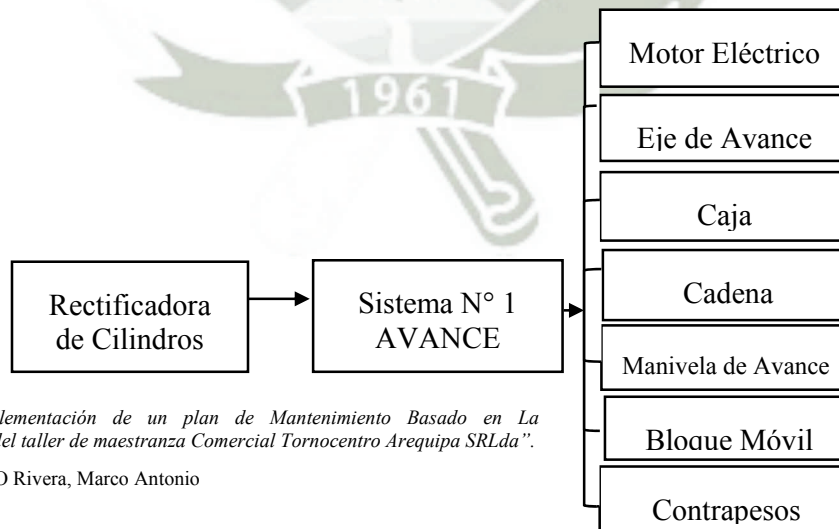 1961
Motor Eléctrico
Eje de Avance
Caja
Cadena
Manivela de Avance
Bloque Móvil
Contrapesos
Rectificadora
de Cilindros
Sistema N° 1
AVANCE
de un plan de Mantenimiento Basado en La
del taller de maestranza Comercial Tornocentro Arequipa SRLda”.
Rivera, Marco Antonio